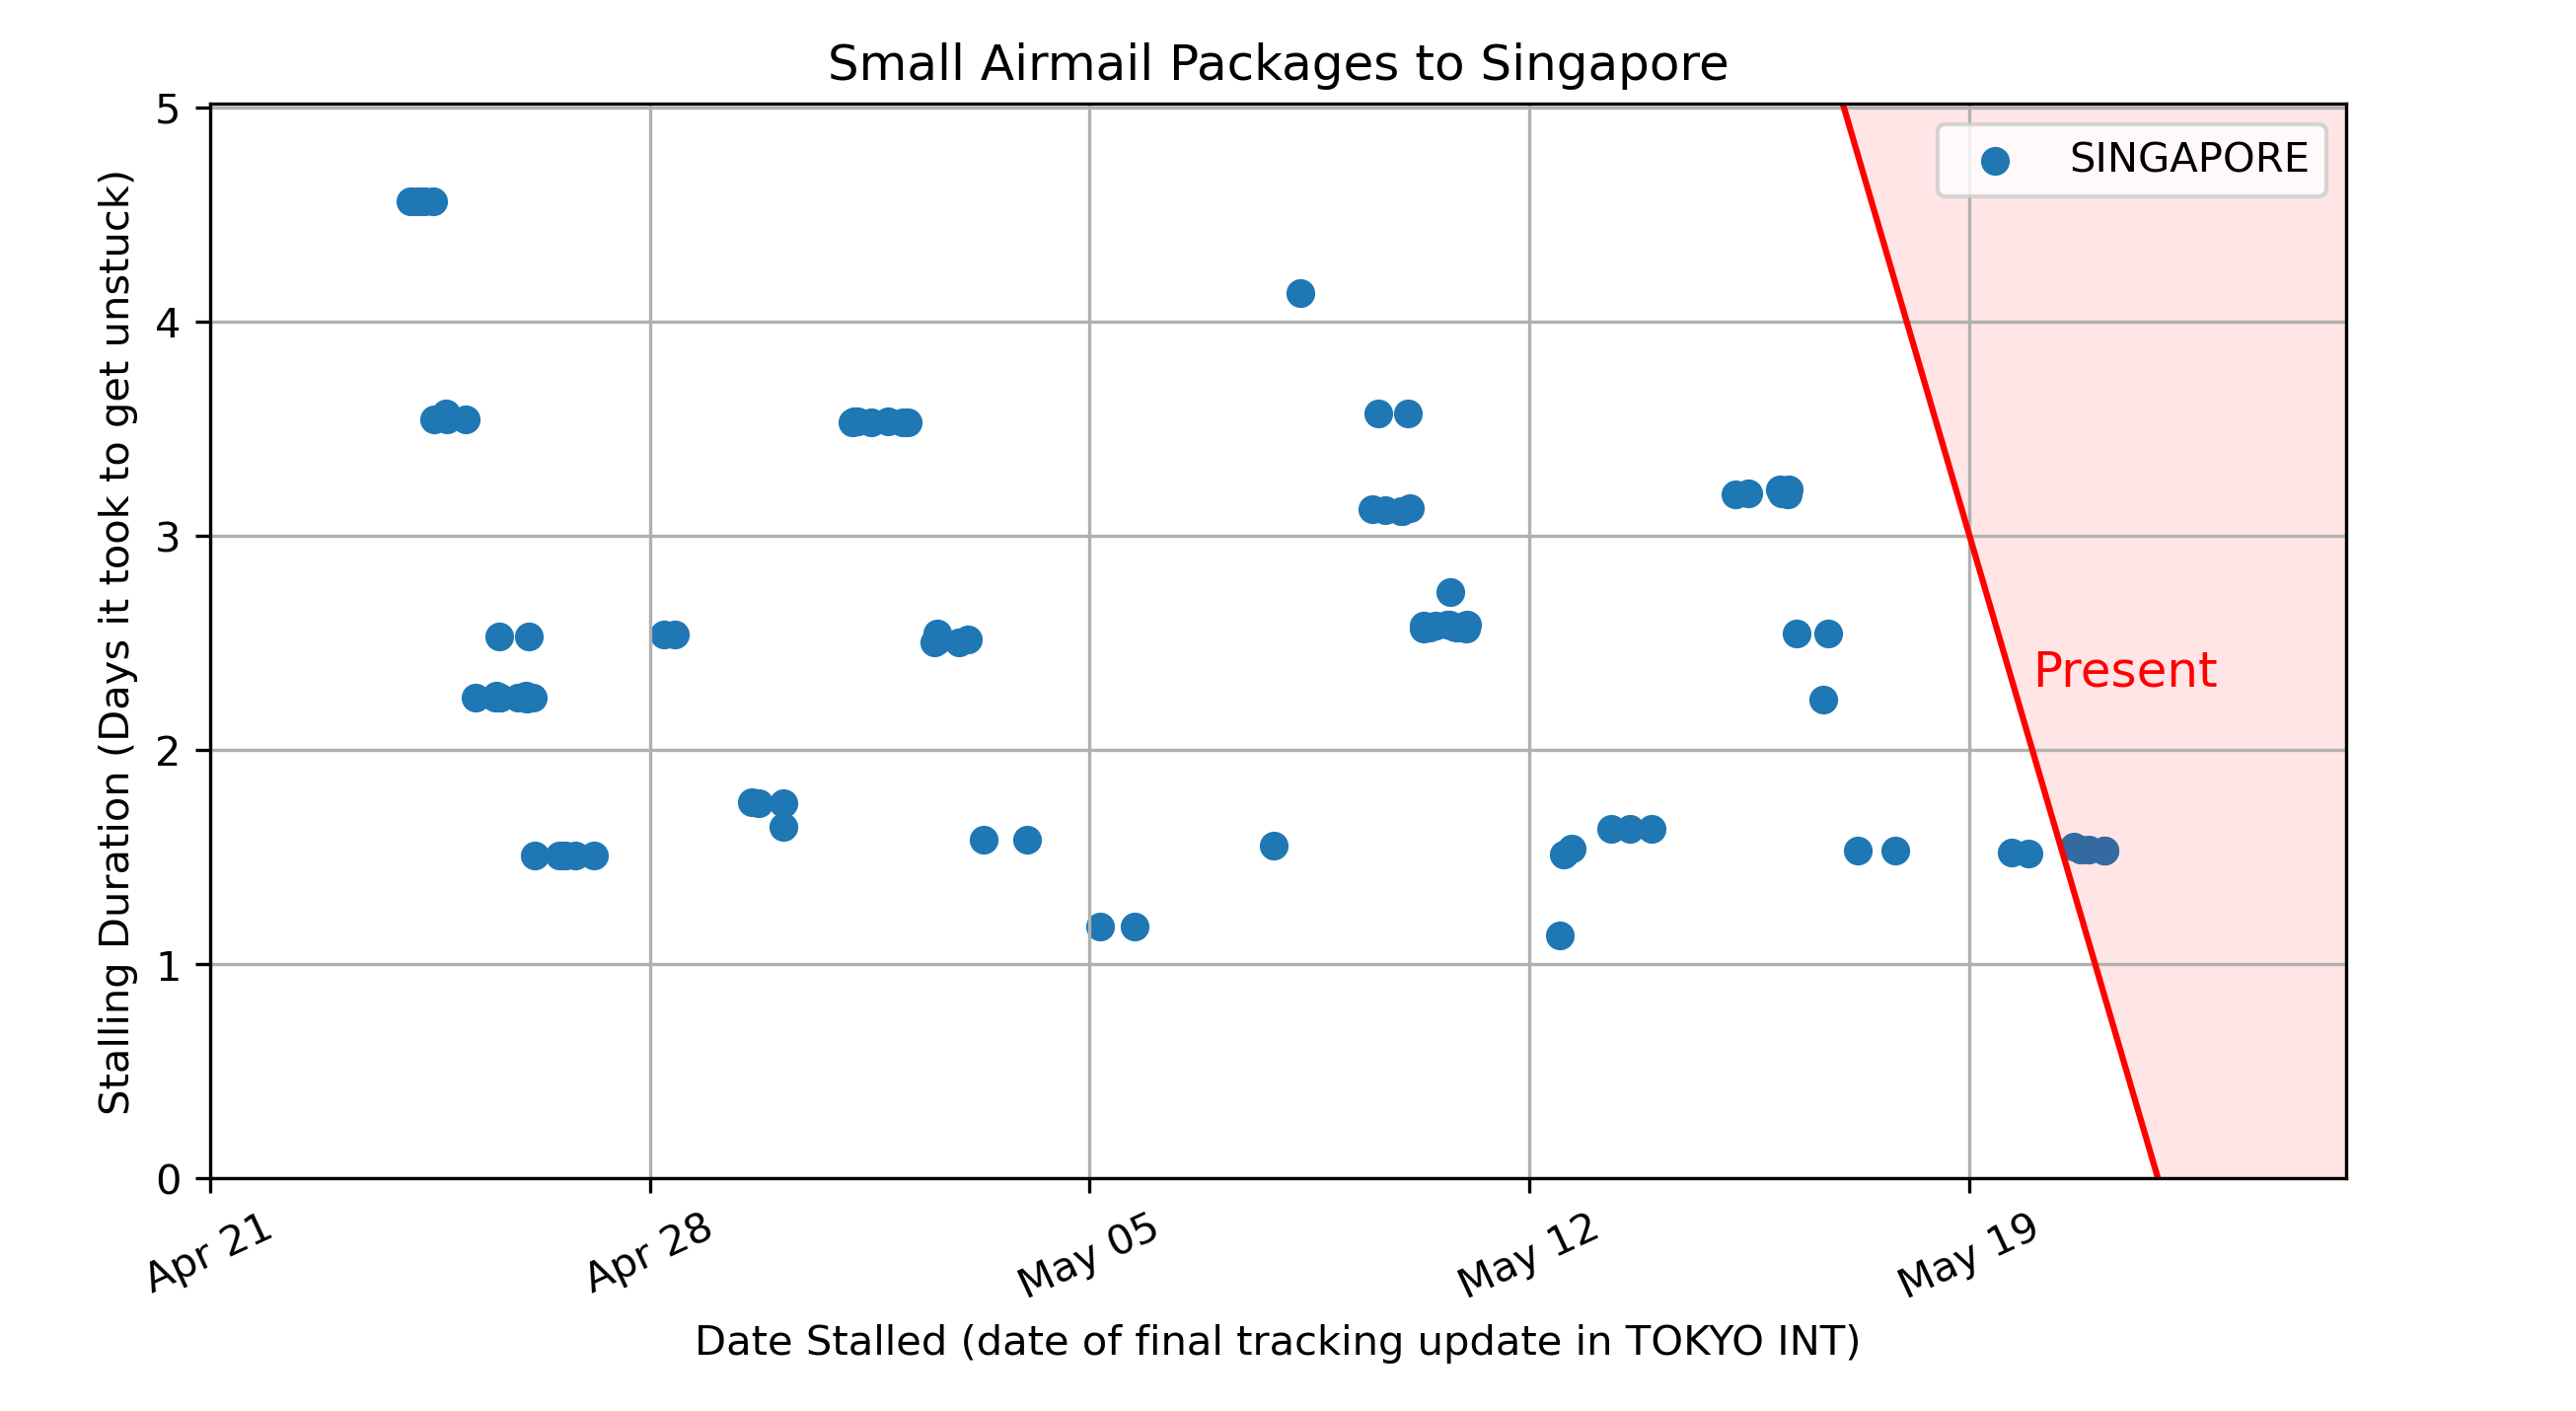 Small Airmail Packages to Singapore
SINGAPORE
Stalling Duration (Days it took to get unstuck)
5
4
3
2
1
0
Present
Apr 21
Apr 28
May 05
May 12
May 19
Date Stalled (date of final tracking update in TOKYO INT)